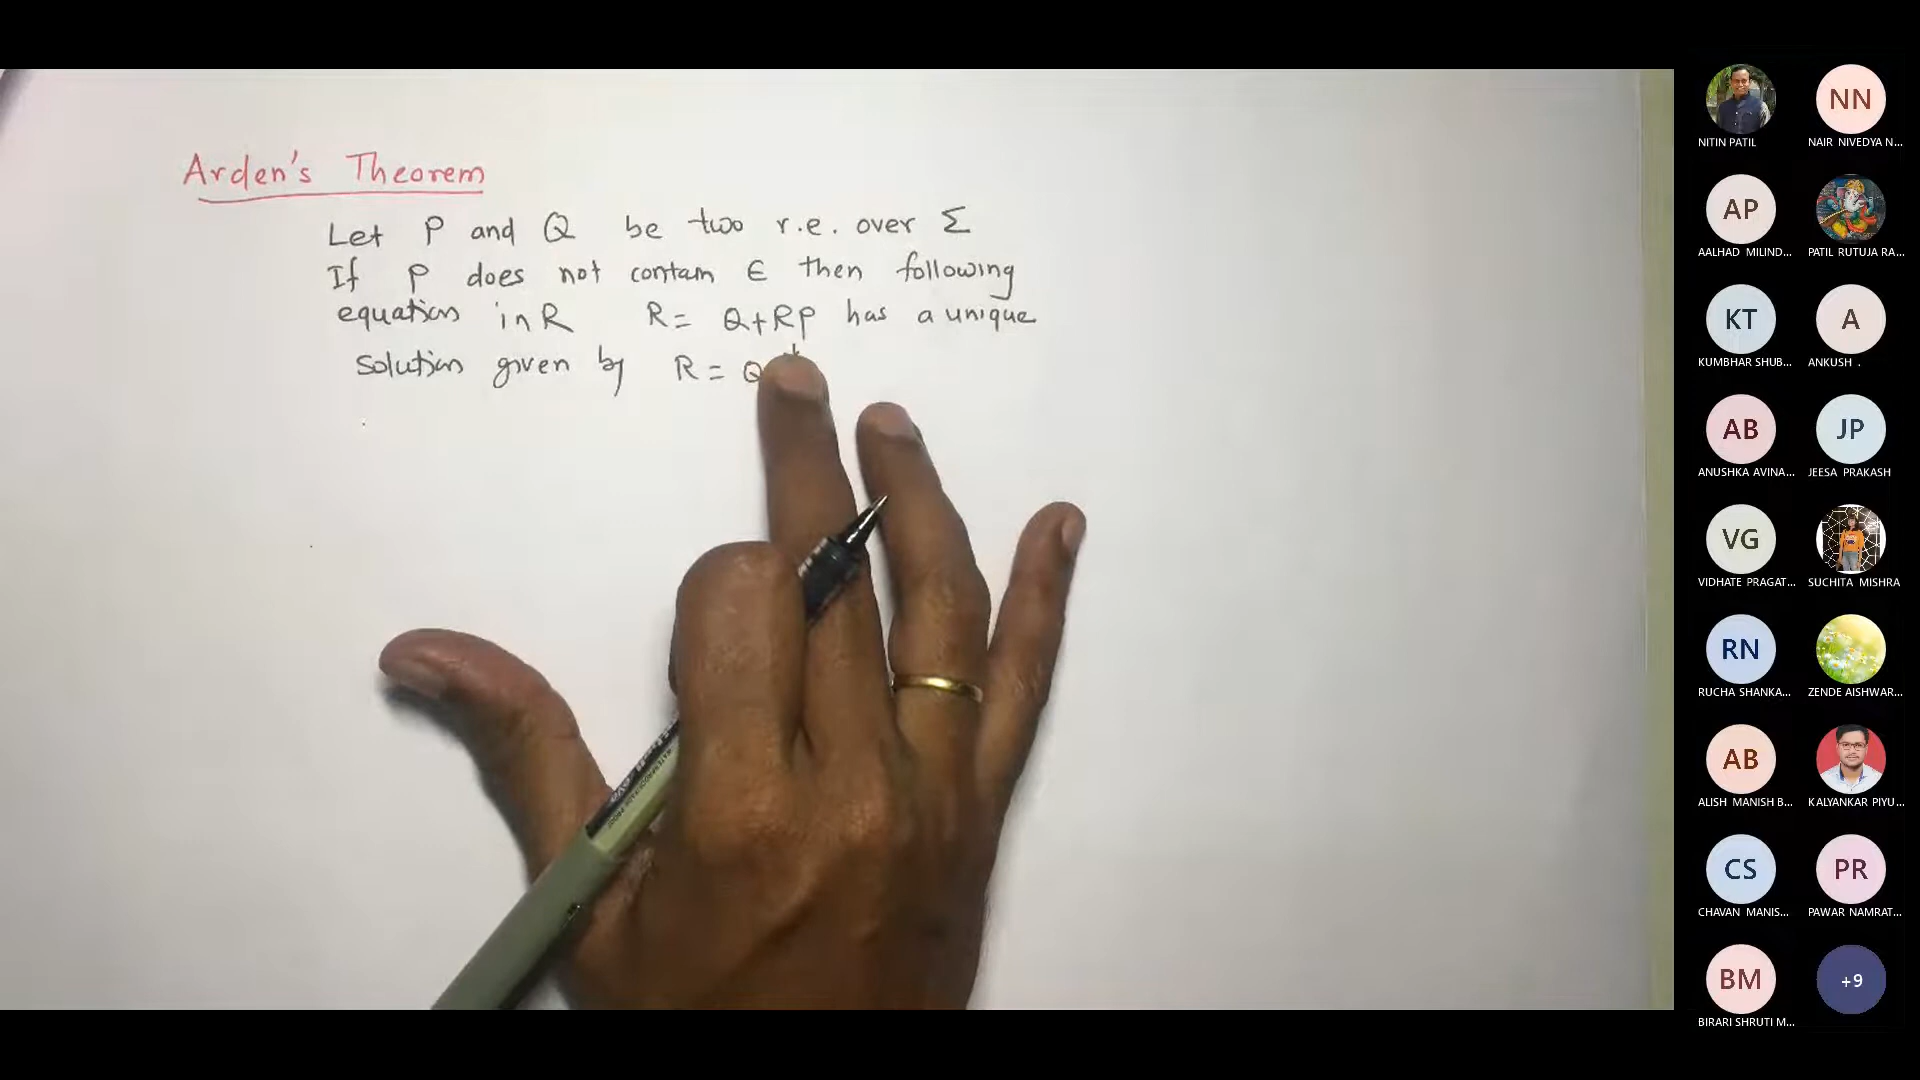 Arden's Theorem
Let P and Q be two r.e. over Σ
If P does not contain ϵ then following
equation in R R = Q+RP has a unique
solution given by R = Q
NITIN PATIL
NN
NAIR NIVEDYA N...
AP
AALHAD MILIND...
PATIL RUTUJA RA...
KT
KUMBHAR SHUB...
A
ANKUSH .
AB
ANUSHKA AVINA...
JP
JEESA PRAKASH
VG
VIDHATE PRAGAT...
SUCHITA MISHRA
RN
RUCHA SHANKA...
ZENDE AISHWAR...
AB
ALISH MANISH B...
KALYANKAR PIYU...
CS
CHAVAN MANIS...
PR
PAWAR NAMRAT...
BM
BIRARI SHRUTI M...
+9